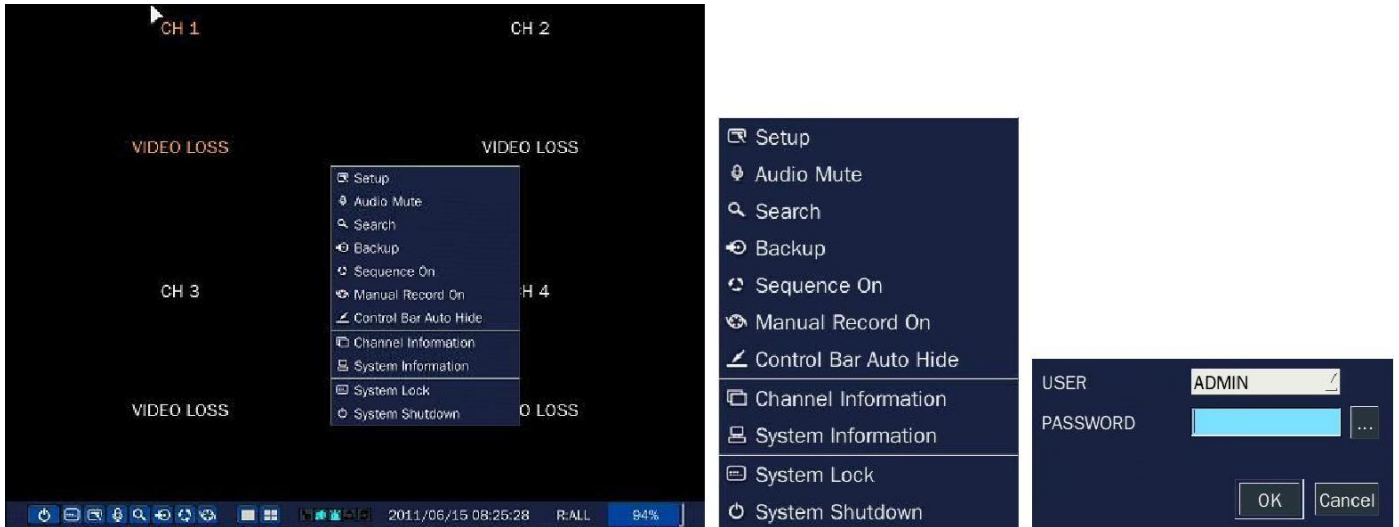 CH 1
CH 2
VIDEO LOSS
VIDEO LOSS
Setup
Audio Mute
Search
Backup
Sequence On
CH 3
Manual Record On
H 4
Control Bar Auto Hide
Channel Information
System Information
System Lock
VIDEO LOSS
System Shutdown
O LOSS
2011/06/15 08:25:28 R:ALL 94%
Setup
Audio Mute
Search
Backup
Sequence On
Manual Record On
Control Bar Auto Hide
Channel Information
System Information
System Lock
System Shutdown
USER ADMIN
PASSWORD ...
OK Cancel